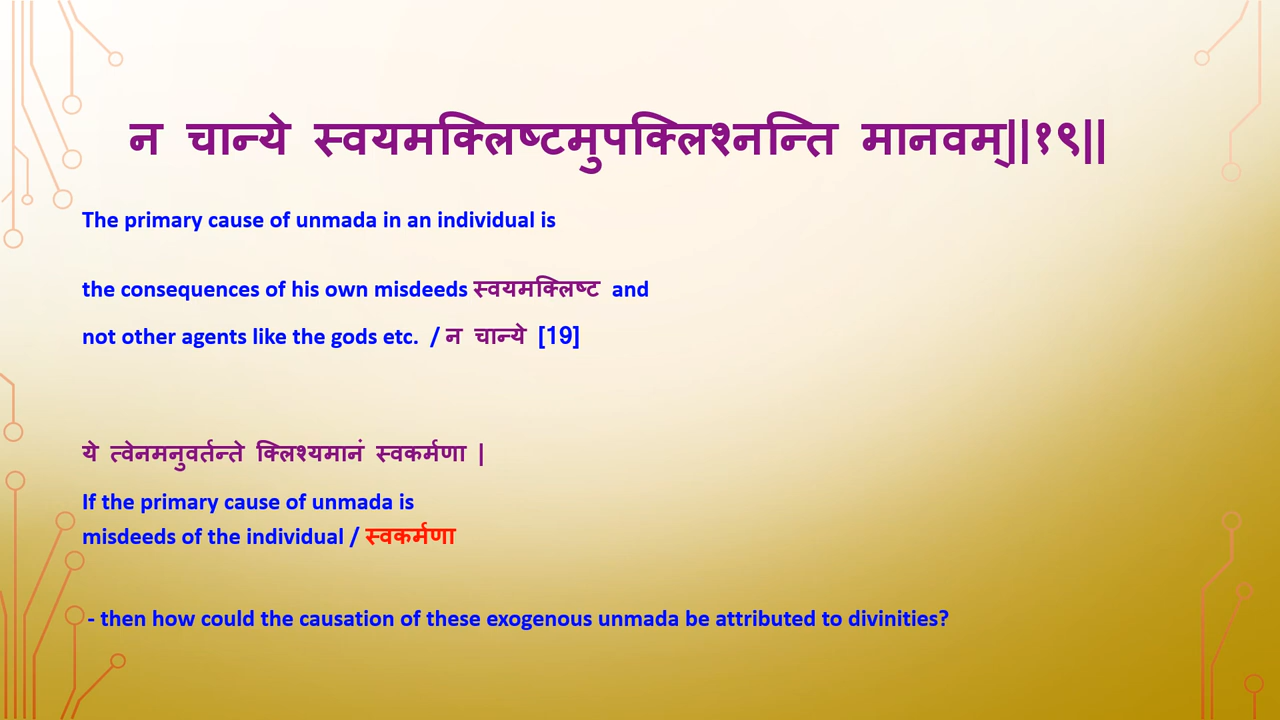 न चान्ये स्वयमक्लिष्टमुपक्लिश्नन्ति मानवम्||१९||
The primary cause of unmada in an individual is
the consequences of his own misdeeds स्वयमक्लिष्ट and
not other agents like the gods etc. / न चान्ये [19]
ये त्वेनमनुवर्तन्ते क्लिश्यमानं स्वकर्मणा |
If the primary cause of unmada is
misdeeds of the individual / स्वकर्मणा
- then how could the causation of these exogenous unmada be attributed to divinities?